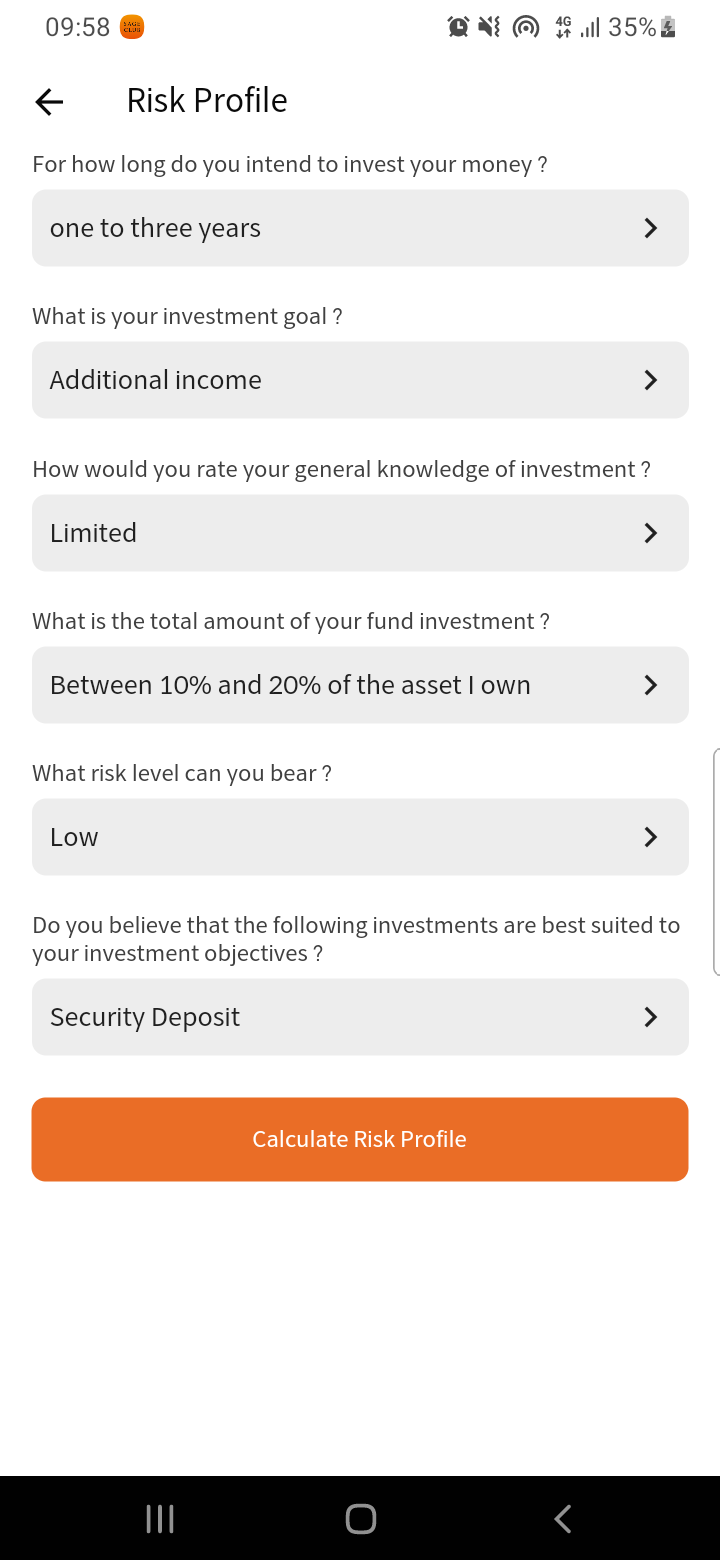 09:58
4G
35%
Risk Profile
For how long do you intend to invest your money ?
one to three years
What is your investment goal ?
Additional income
How would you rate your general knowledge of investment ?
Limited
What is the total amount of your fund investment ?
Between 10% and 20% of the asset I own
What risk level can you bear ?
Low
Do you believe that the following investments are best suited to
your investment objectives ?
Security Deposit
Calculate Risk Profile